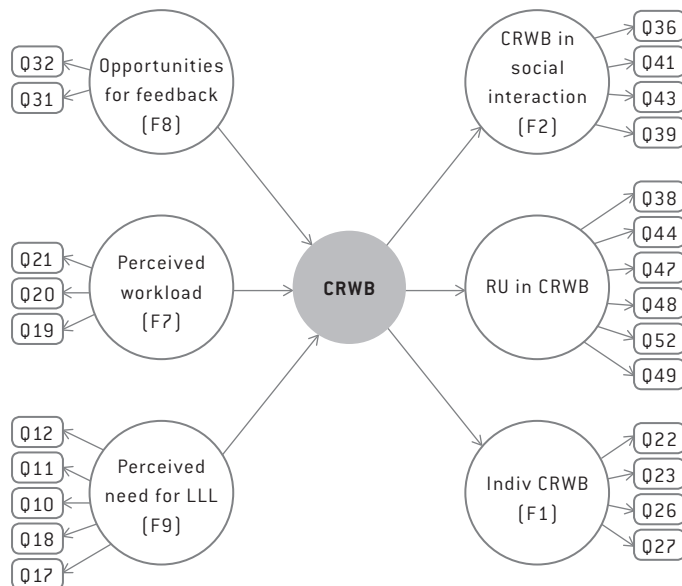 Q32
Q31
Opportunities
for feedback
(F8)
Q21
Q20
Q19
Perceived
workload
(F7)
Q12
Q11
Q10
Q18
Q17
Perceived
need for LLL
(F9)
CRWB
CRWB in
social
interaction
(F2)
Q36
Q41
Q43
Q39
RU in CRWB
Q38
Q44
Q47
Q48
Q52
Q49
Indiv CRWB
(F1)
Q22
Q23
Q26
Q27